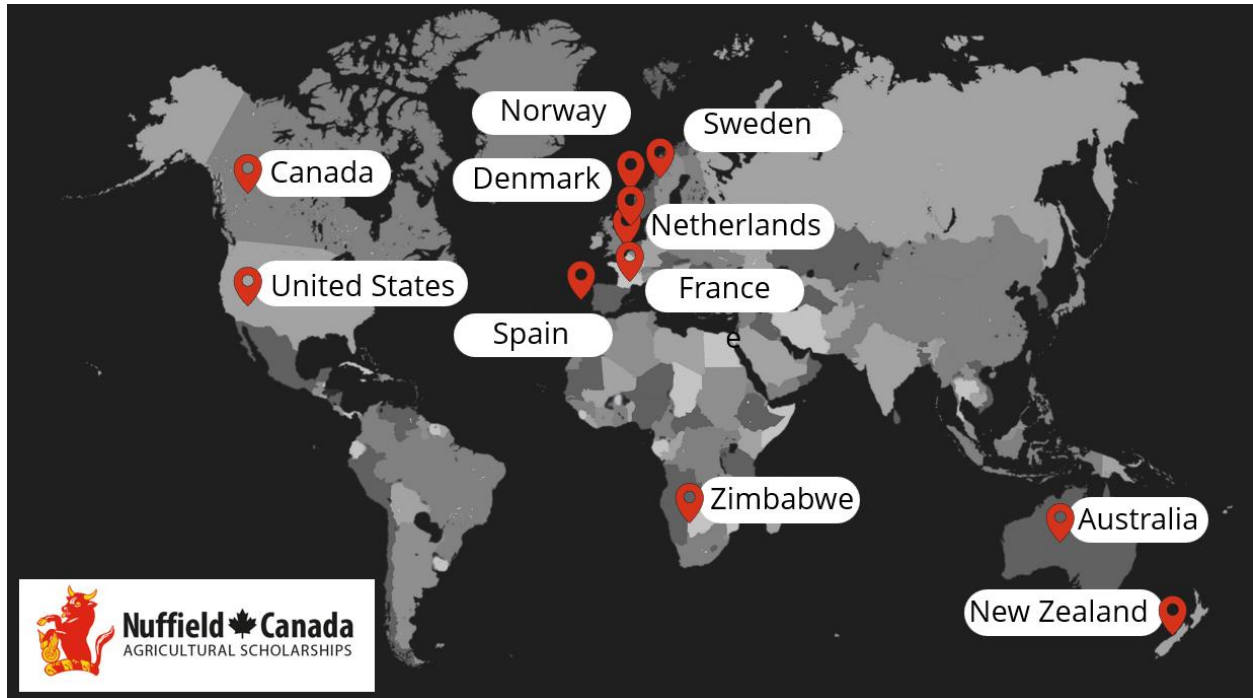 Norway
Sweden
Canada
Denmark
Netherlands
United States
France
Spain
e
Zimbabwe
Australia
New Zealand
Nuffield Canada
AGRICULTURAL SCHOLARSHIPS